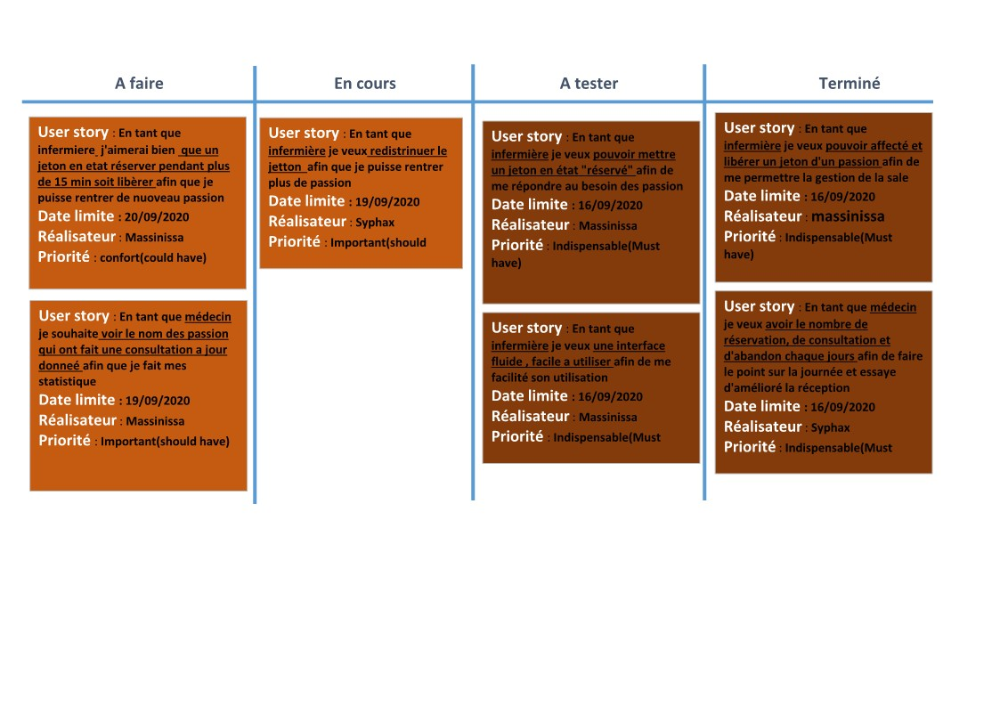 A faire
En cours
A tester
Terminé
User story : En tant que
infermiere j'aimerai bien que un
jeton en etat réserver pendant plus
de 15 min soit libèrer afin que je
puisse rentrer de nuoveau passion
Date limite : 20/09/2020
Réalisateur : Massinissa
Priorité : confort(could have)
User story : En tant que médecin
je souhaite voir le nom des passion
qui ont fait une consultation a jour
donneé afin que je fait mes
statistique
Date limite : 19/09/2020
Réalisateur : Massinissa
Priorité : Important(should have)
User story : En tant que
infermière je veux redistrinuer le
jetton afin que je puisse rentrer
plus de passion
Date limite : 19/09/2020
Réalisateur : Syphax
Priorité : Important(should
User story : En tant que
infermière je veux pouvoir mettre
un jeton en état "réservé" afin de
me répondre au besoin des passion
Date limite : 16/09/2020
Réalisateur : Massinissa
Priorité : Indispensable(Must
have)
User story : En tant que
infermière je veux une interface
fluide , facile a utiliser afin de me
facilité son utilisation
Date limite : 16/09/2020
Réalisateur : Massinissa
Priorité : Indispensable(Must
User story : En tant que
infermière je veux pouvoir affecté et
libérer un jeton d'un passion afin de
me permettre la gestion de la sale
Date limite : 16/09/2020
Réalisateur : massinissa
Priorité : Indispensable(Must
have)
User story : En tant que médecin
je veux avoir le nombre de
réservation, de consultation et
d'abandon chaque jours afin de faire
le point sur la journée et essaye
d'amélioré la réception
Date limite : 16/09/2020
Réalisateur : Syphax
Priorité : Indispensable(Must